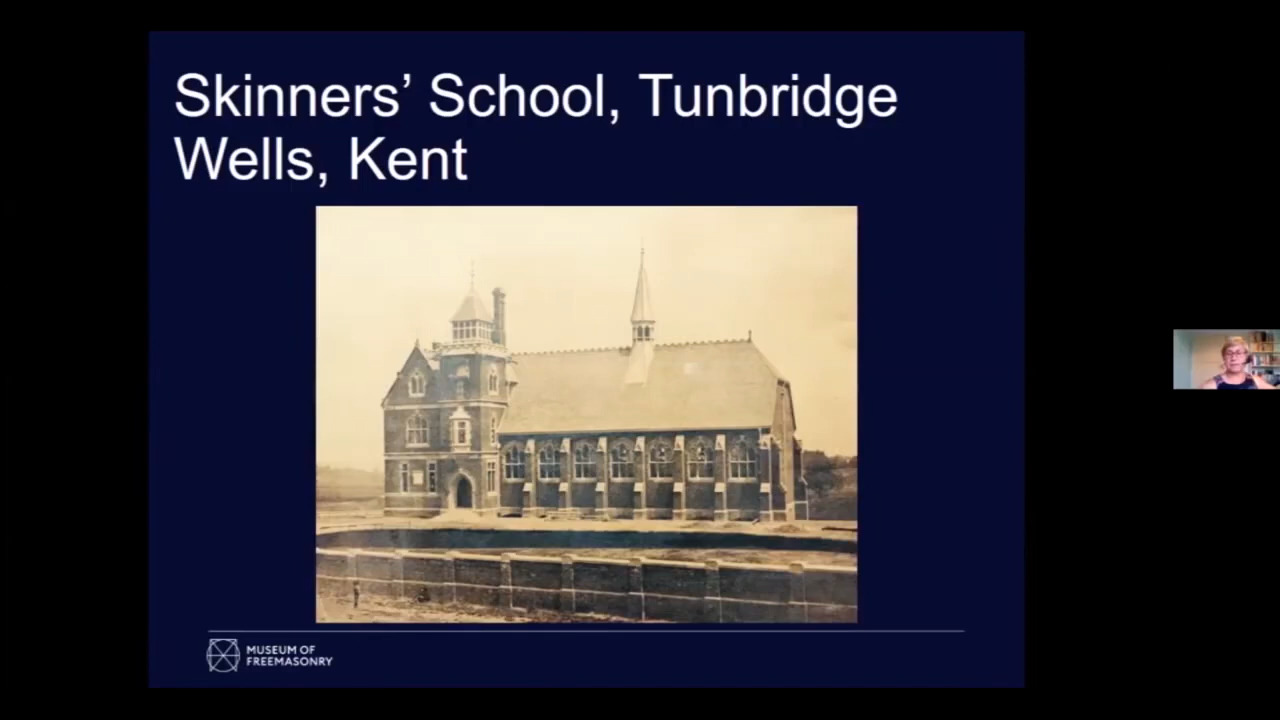 Skinners’ School, Tunbridge
Wells, Kent
MUSEUM OF
FREEMASONRY